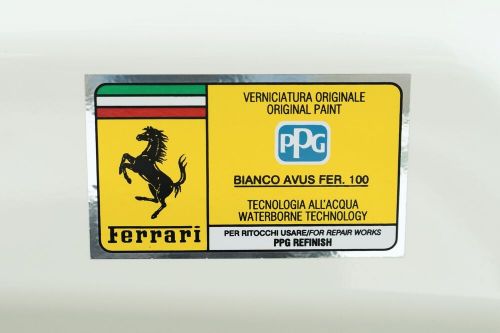 Ferrari
VERNICIATURA ORIGINALE
ORIGINAL PAINT
PPG
BIANCO AVUS FER. 100
TECNOLOGIA ALL'ACQUA
WATERBORNE TECHNOLOGY
PER RITOCCHI USARE/FOR REPAIR WORKS
PPG REFINISH